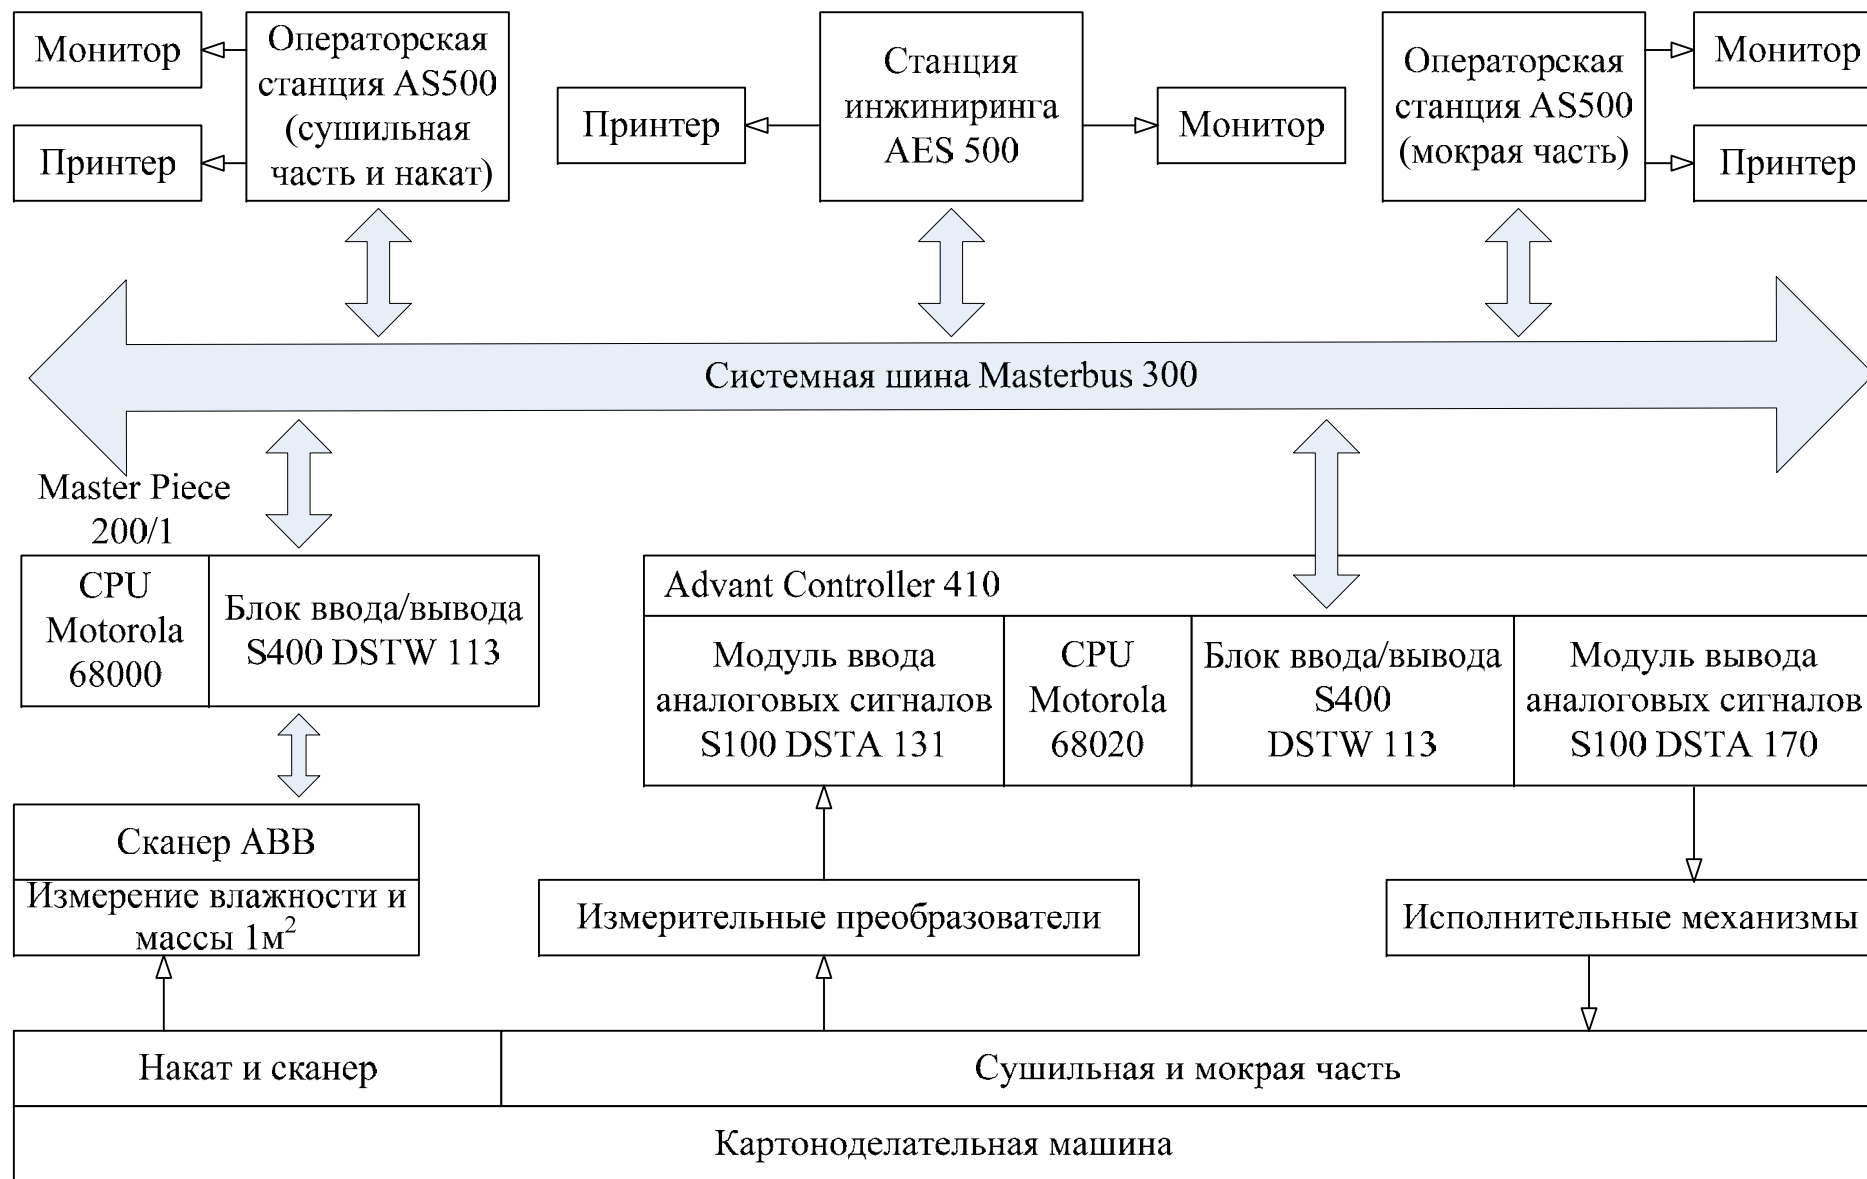 Монитор
Принтер
Операторская
станция AS500
(сушильная
часть и накат)
Принтер
Станция
инжиниринга
AES 500
Монитор
Операторская
станция AS500
(мокрая часть)
Монитор
Принтер
Системная шина Masterbus 300
Master Piece
200/1
CPU
Motorola
68000
Блок ввода/вывода
S400 DSTW 113
Advant Controller 410
Модуль ввода
аналоговых сигналов
S100 DSTA 131
CPU
Motorola
68020
Блок ввода/вывода
S400
DSTW 113
Модуль вывода
аналоговых сигналов
S100 DSTA 170
Сканер ABB
Измерение влажности и
массы 1м²
Измерительные преобразователи
Исполнительные механизмы
Накат и сканер
Сушильная и мокрая часть
Картоноделательная машина